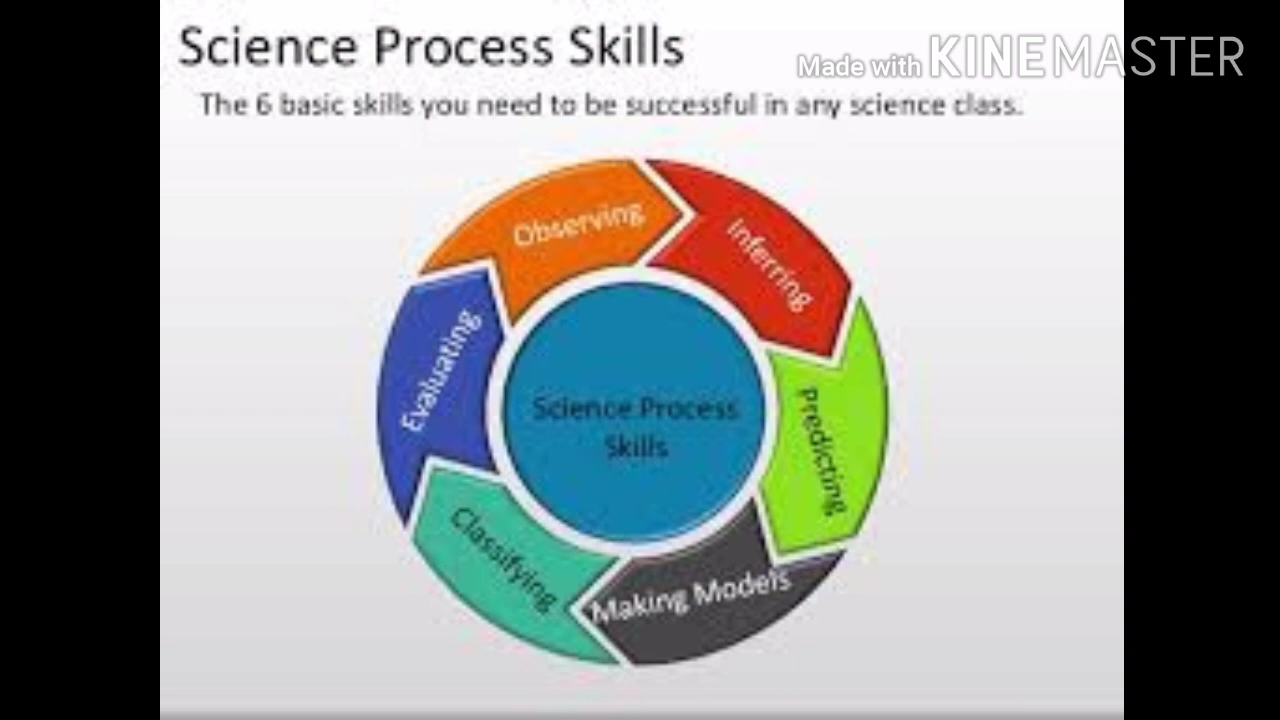 Science Process Skills
Made with KINEMASTER
The 6 basic skills you need to be successful in any science class.
Observing
Inferring
Predicting
Making Models
Classifying
Evaluating
Science Process
Skills